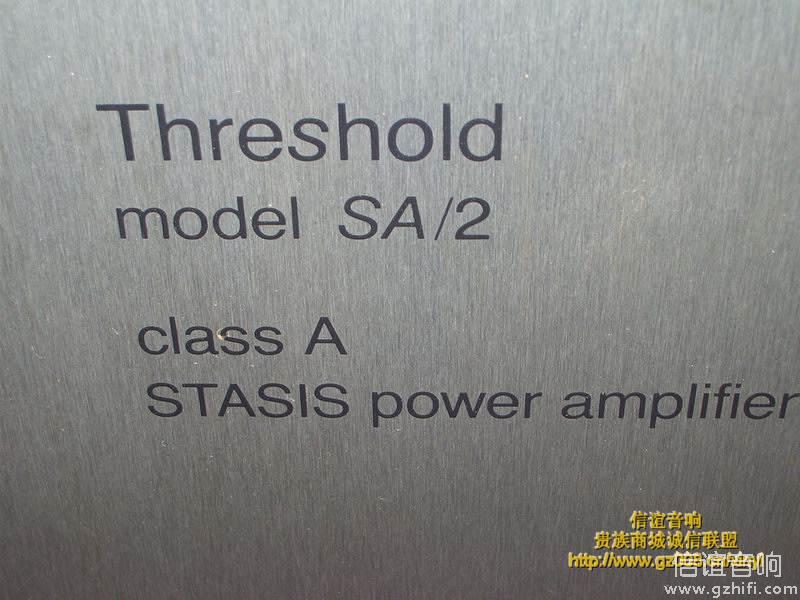 Threshold
model SA/2
class A
STASIS power amplifier
信谊音响
贵族商城诚信联盟
信谊音响
www.gzhifi.com